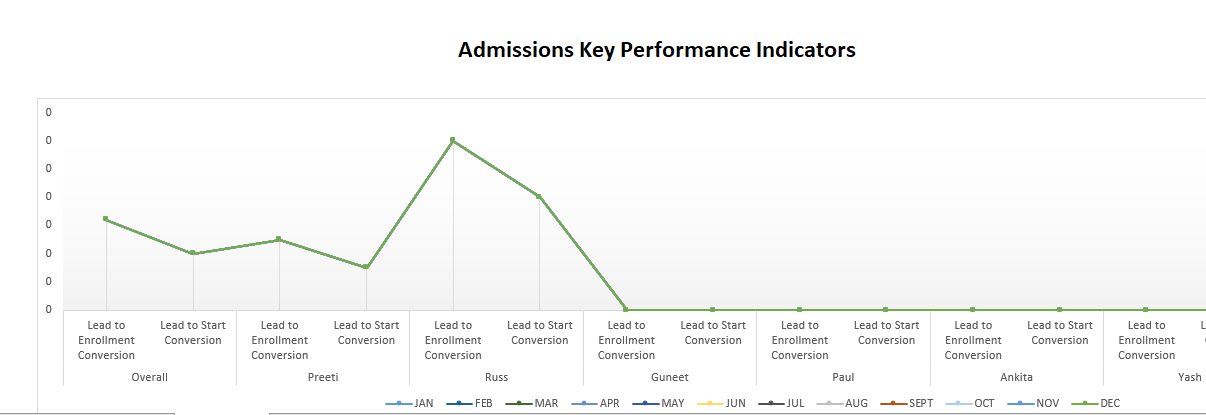 Admissions Key Performance Indicators
0
0
0
0
0
0
0
0
Lead to Enrollment Conversion
Lead to Start Conversion
Lead to Enrollment Conversion
Lead to Start Conversion
Lead to Enrollment Conversion
Lead to Start Conversion
Lead to Enrollment Conversion
Lead to Start Conversion
Lead to Enrollment Conversion
Lead to Start Conversion
Lead to Enrollment Conversion
Lead to Start Conversion
Lead to Enrollment Conversion
Overall
Preeti
Russ
Guneet
Paul
Ankita
Yash
JAN FEB MAR APR MAY JUN JUL AUG SEPT OCT NOV DEC